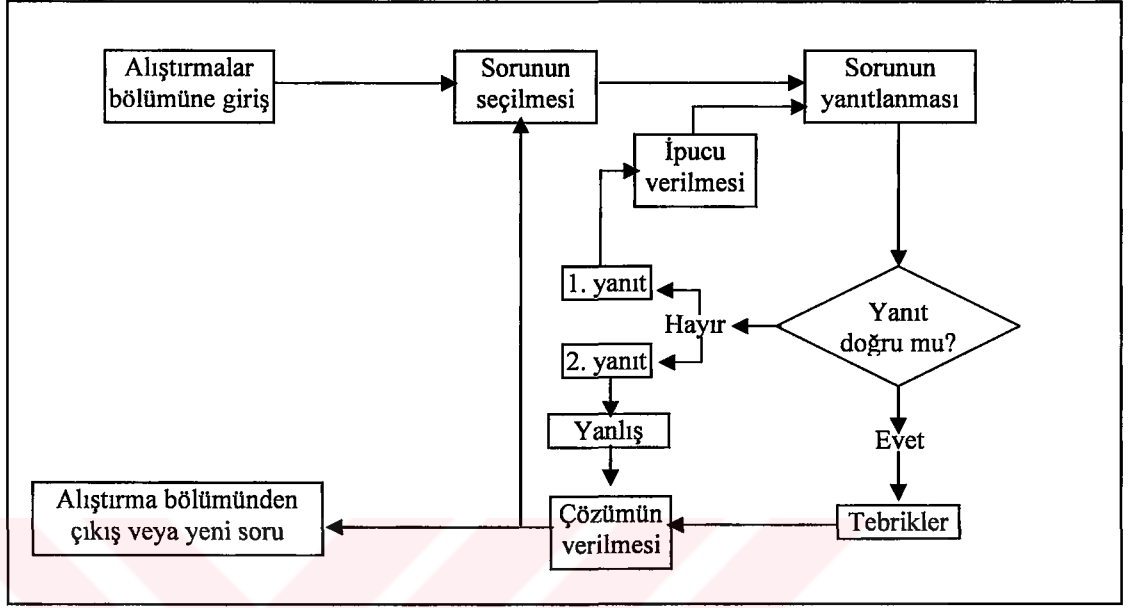 Alıştırmalar
bölümüne giriş
Sorunun
seçilmesi
Sorunun
yanıtlanması
İpucu
verilmesi
1. yanıt
Hayır
Yanıt
doğru mu?
2. yanıt
Yanlış
Evet
Alıştırma bölümünden
çıkış veya yeni soru
Çözümün
verilmesi
Tebrikler